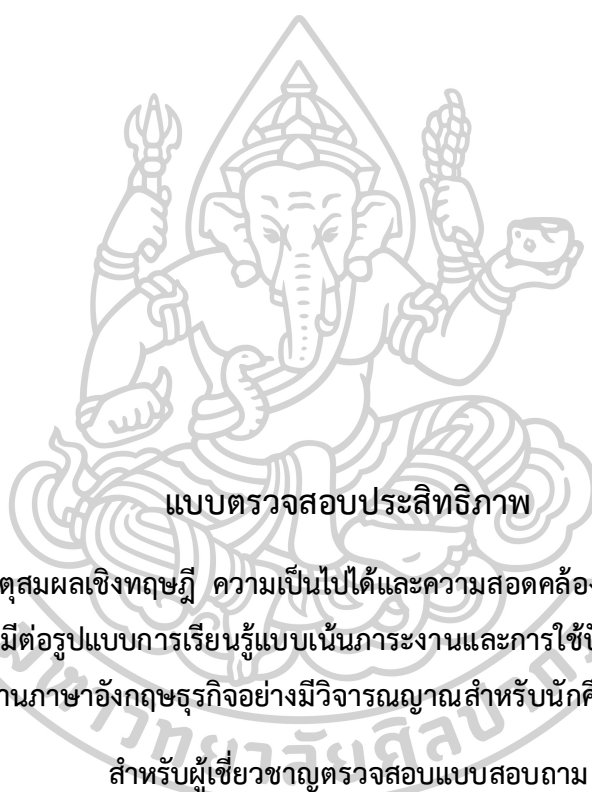 แบบตรวจสอบประสิทธิภาพ
ตุสมผลเชิงทฤษฎี ความเป็นไปได้และความสอดคล้อง
มีต่อรูปแบบการเรียนรู้แบบเน้นภาระงานและการใช้
านภาษาอังกฤษธุรกิจอย่างมีวิจารณญาณสำหรับนักศึ
สำหรับผู้เชี่ยวชาญตรวจสอบแบบสอบถาม